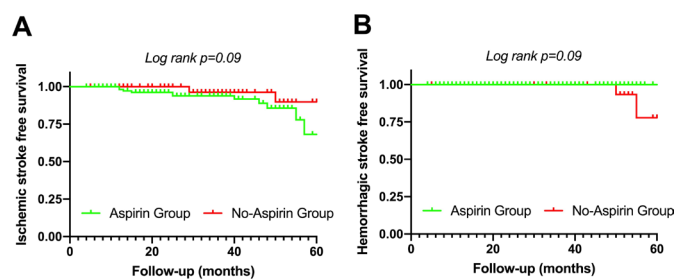 A
Log rank p=0.09
Ischemic stroke free survival
1.00
0.75
0.50
0.25
0.00
Aspirin Group
No-Aspirin Group
0 20 40 60
Follow-up (months)
B
Log rank p=0.09
Hemorrhagic stroke free survival
1.00
0.75
0.50
0.25
0.00
Aspirin Group
No-Aspirin Group
0 20 40 60
Follow-up (months)